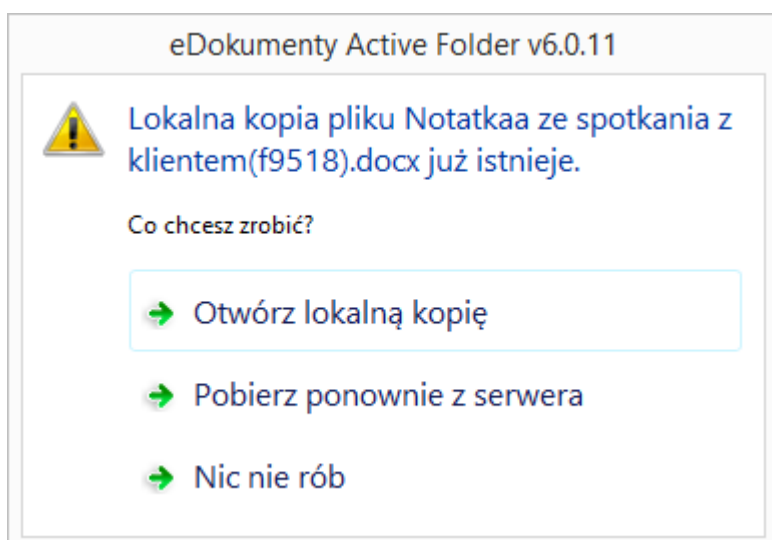 eDokumenty Active Folder v6.0.11
Lokalna kopia pliku Notatkaa ze spotkania z
klientem(f9518).docx już istnieje.
Co chcesz zrobić?
Otwórz lokalną kopię
Pobierz ponownie z serwera
Nic nie rób